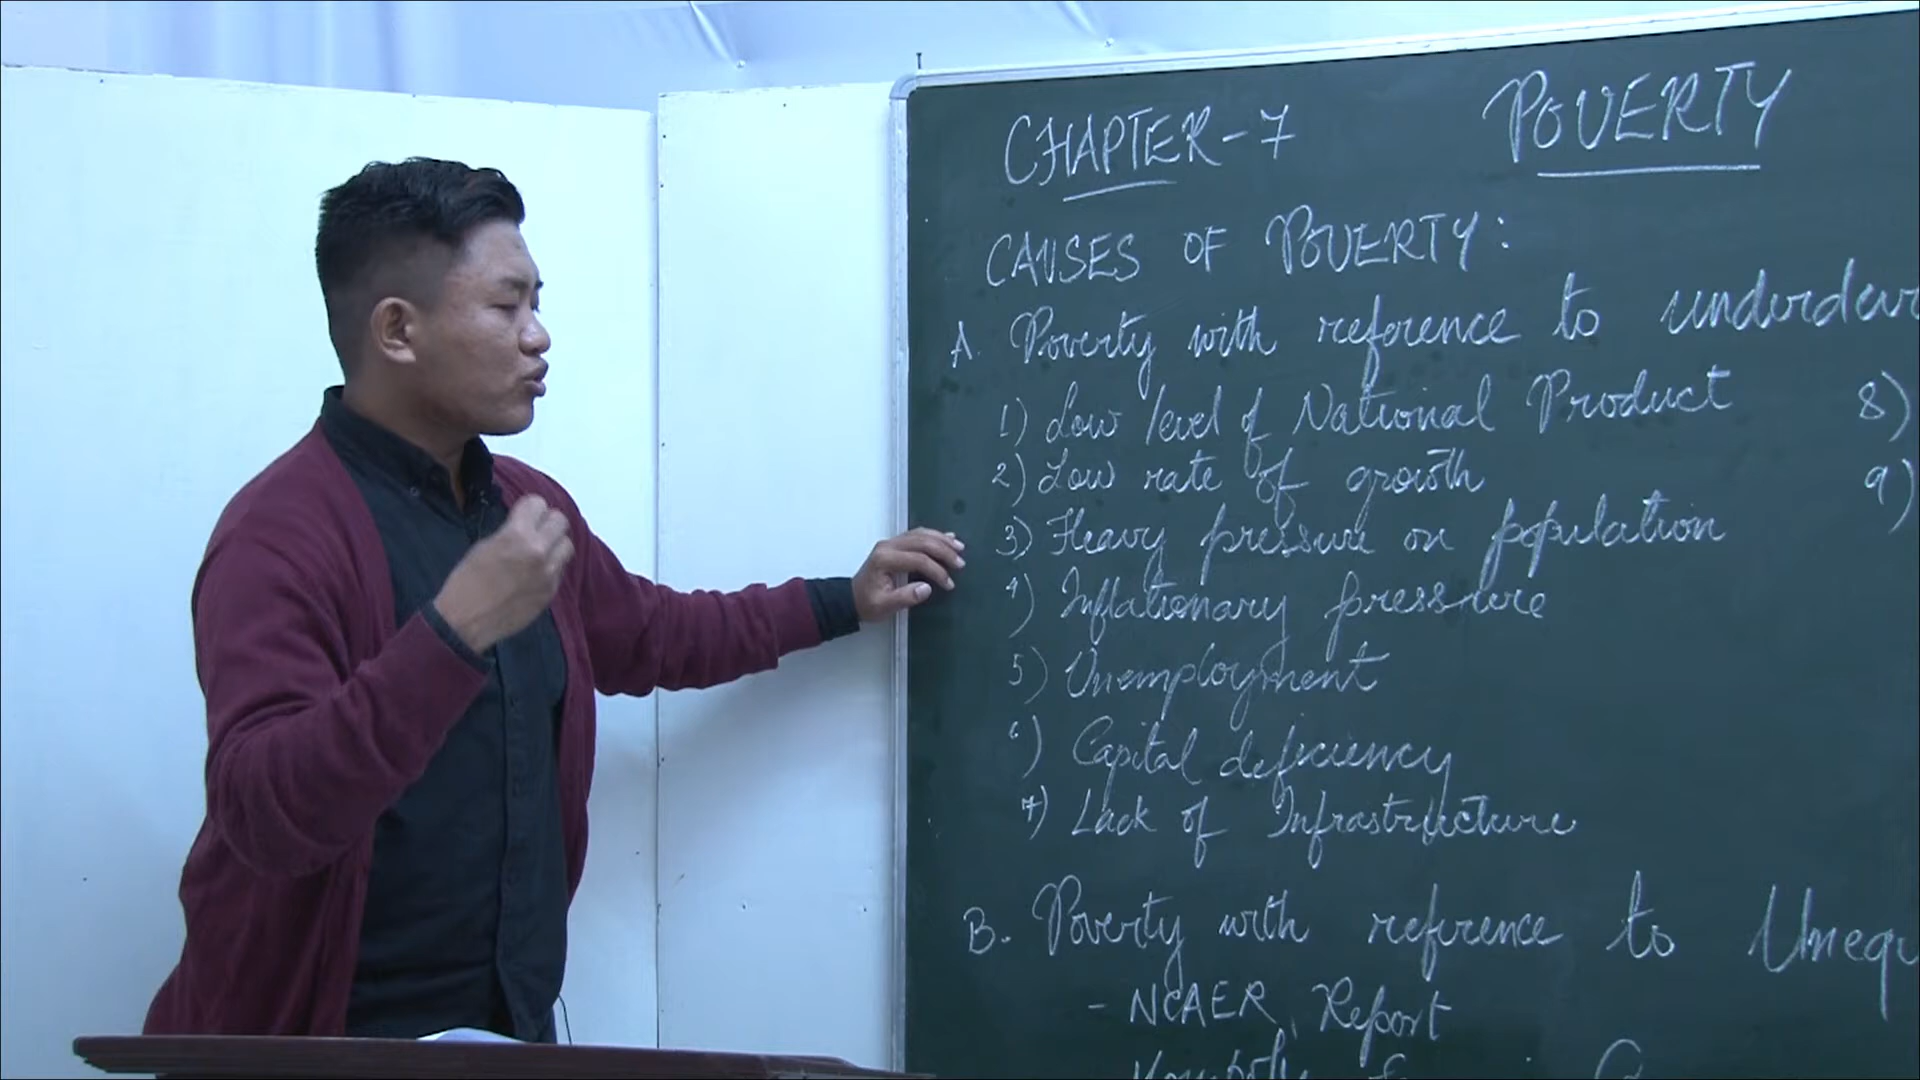 CHAPTER-7 POVERTY
CAUSES OF POVERTY:
A. Poverty with reference to underdev
1) Low level of National Product 8)
2) Low rate of growth 9)
3) Heavy pressure on population
4) Inflationary pressure
5) Unemployment
6) Capital deficiency
7) Lack of Infrastructure
B. Poverty with reference to Unequ
- NCAER Report